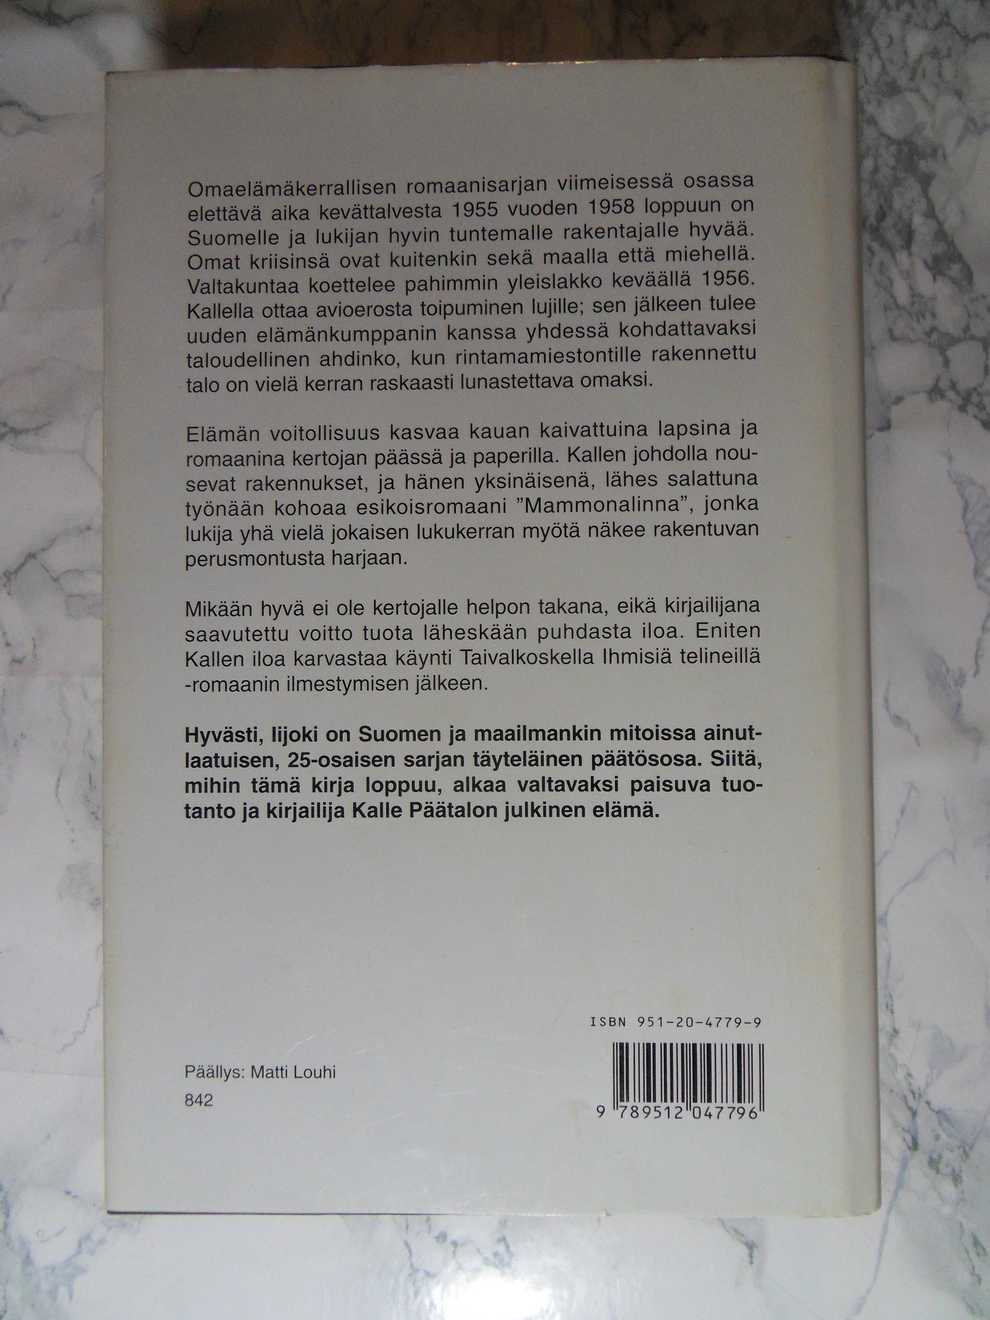 Omaelämäkerrallisen romaanisarjan viimeisessä osassa
elettävä aika kevättalvesta 1955 vuoden 1958 loppuun on
Suomelle ja lukijan hyvin tuntemalle rakentajalle hyvää.
Omat kriisinsä ovat kuitenkin sekä maalla että miehellä.
Valtakuntaa koettelee pahimmin yleislakko keväällä 1956.
Kallella ottaa avioerosta toipuminen lujille; sen jälkeen tulee
uuden elämänkumppanin kanssa yhdessä kohdattavaksi
taloudellinen ahdinko, kun rintamamiestontille rakennettu
talo on vielä kerran raskaasti lunastettava omaksi.
Elämän voitollisuus kasvaa kauan kaivattuina lapsina ja
romaanina kertojan päässä ja paperilla. Kallen johdolla nou-
sevat rakennukset, ja hänen yksinäisenä, lähes salattuna
työnään kohoaa esikoisromaani ”Mammonalinna”, jonka
lukija yhä vielä jokaisen lukukerran myötä näkee rakentuvan
perusmontusta harjaan.
Mikään hyvä ei ole kertojalle helpon takana, eikä kirjailijana
saavutettu voitto tuota läheskään puhdasta iloa. Eniten
Kallen iloa karvastaa käynti Taivalkoskella Ihmisiä telineillä
-romaanin ilmestymisen jälkeen.
Hyvästi, Iijoki on Suomen ja maailmankin mitoissa ainut-
laatuisen, 25-osaisen sarjan täyteläinen päätösosa. Siitä,
mihin tämä kirja loppuu, alkaa valtavaksi paisuva tuo-
tanto ja kirjailija Kalle Päätalon julkinen elämä.
ISBN 951-20-4779-9
Päällys: Matti Louhi
842
9 789512 047796